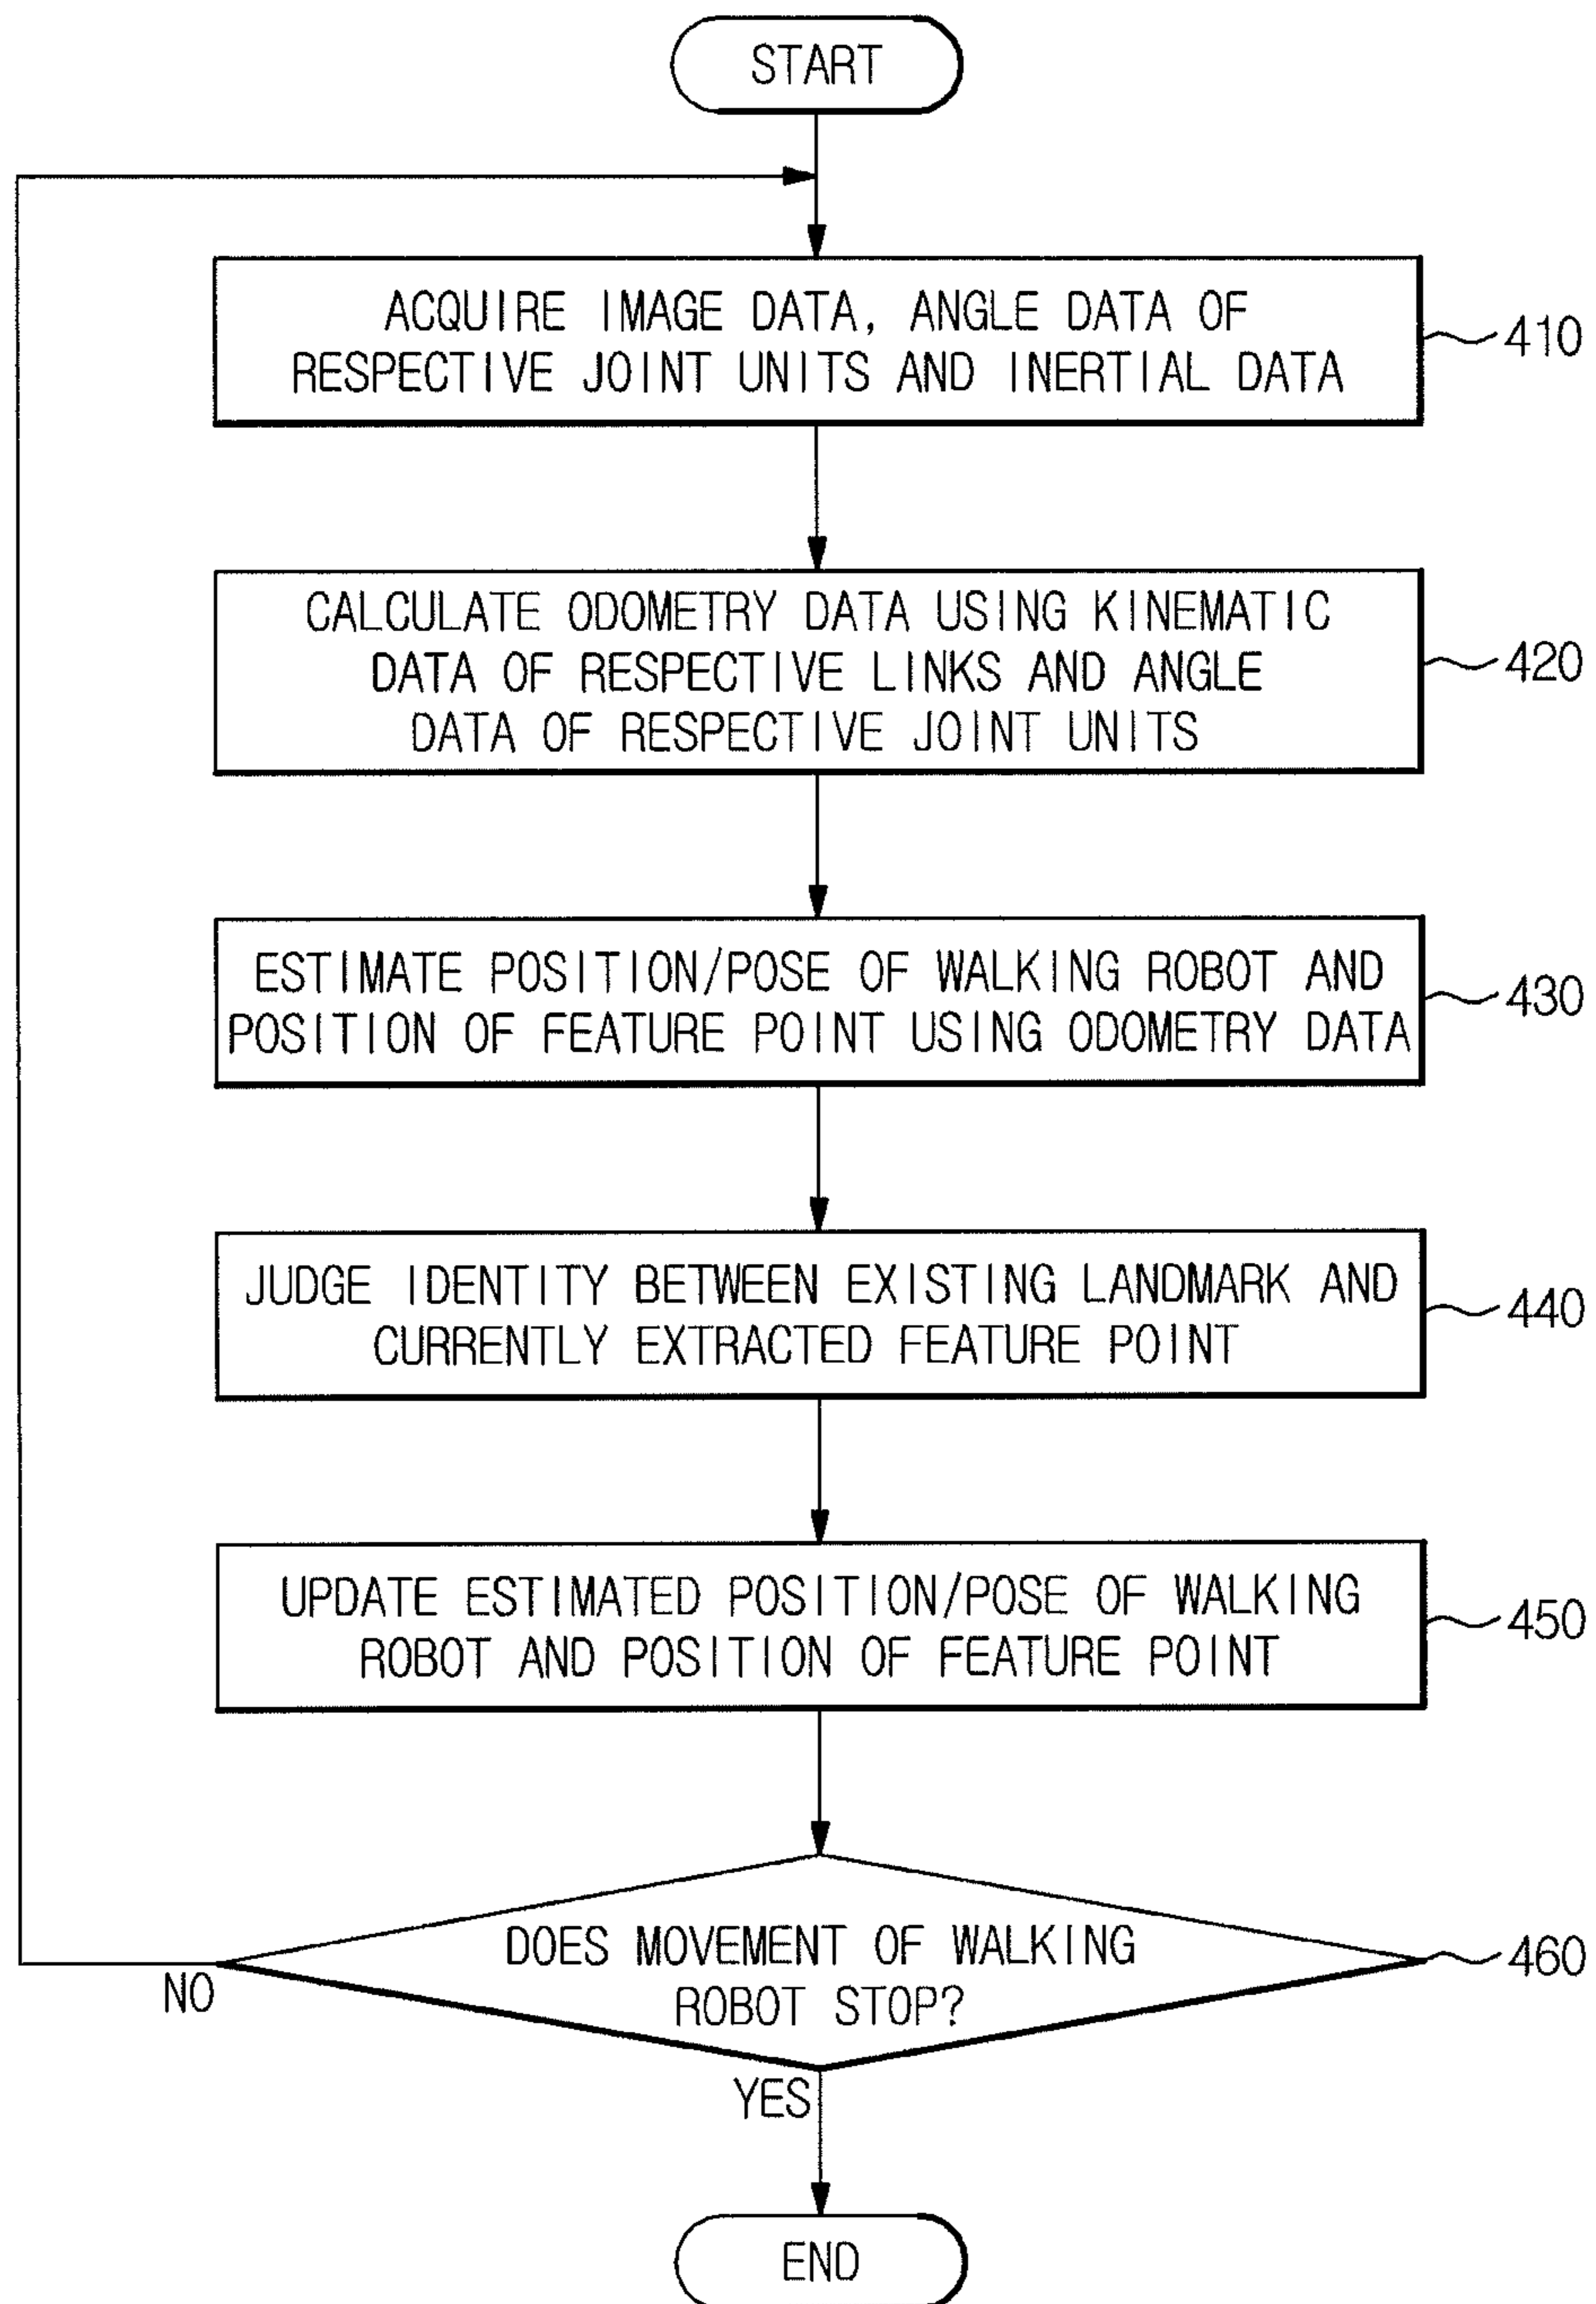 START
ACQUIRE IMAGE DATA, ANGLE DATA OF
RESPECTIVE JOINT UNITS AND INERTIAL DATA
410
CALCULATE ODOMETRY DATA USING KINEMATIC
DATA OF RESPECTIVE LINKS AND ANGLE
DATA OF RESPECTIVE JOINT UNITS
420
ESTIMATE POSITION/POSE OF WALKING ROBOT AND
POSITION OF FEATURE POINT USING ODOMETRY DATA
430
JUDGE IDENTITY BETWEEN EXISTING LANDMARK AND
CURRENTLY EXTRACTED FEATURE POINT
440
UPDATE ESTIMATED POSITION/POSE OF WALKING
ROBOT AND POSITION OF FEATURE POINT
450
DOES MOVEMENT OF WALKING
ROBOT STOP?
460
NO
YES
END